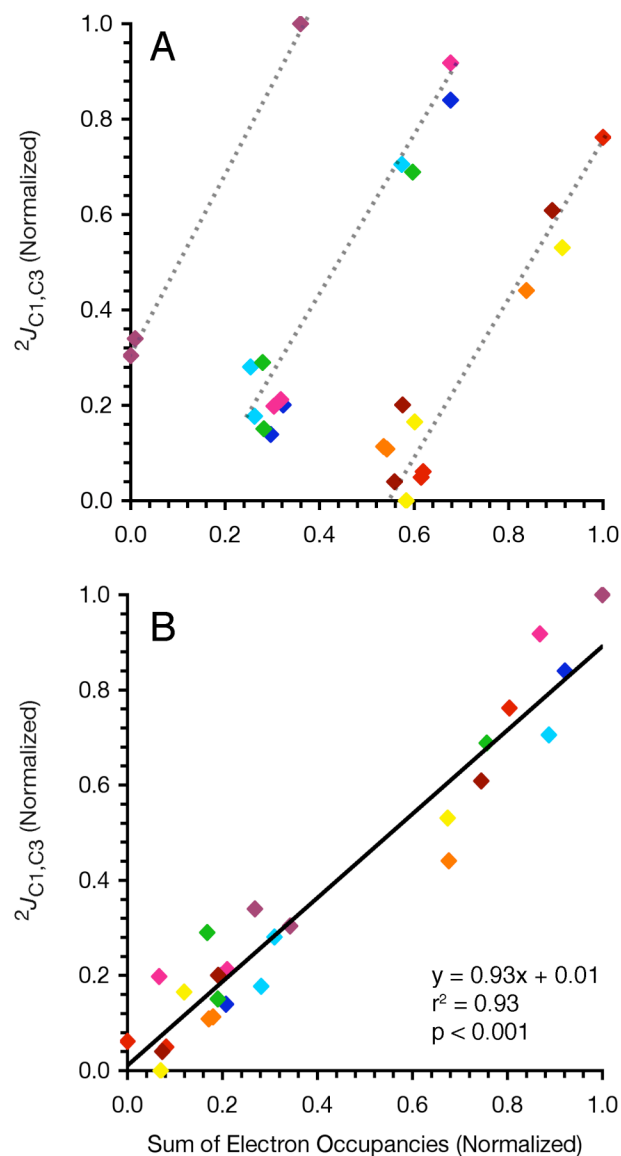 A
1.0
0.8
0.6
0.4
0.2
0.0
²J_C1,C3 (Normalized)
0.0 0.2 0.4 0.6 0.8 1.0
B
1.0
0.8
0.6
0.4
0.2
0.0
²J_C1,C3 (Normalized)
y = 0.93x + 0.01
r² = 0.93
p < 0.001
0.0 0.2 0.4 0.6 0.8 1.0
Sum of Electron Occupancies (Normalized)